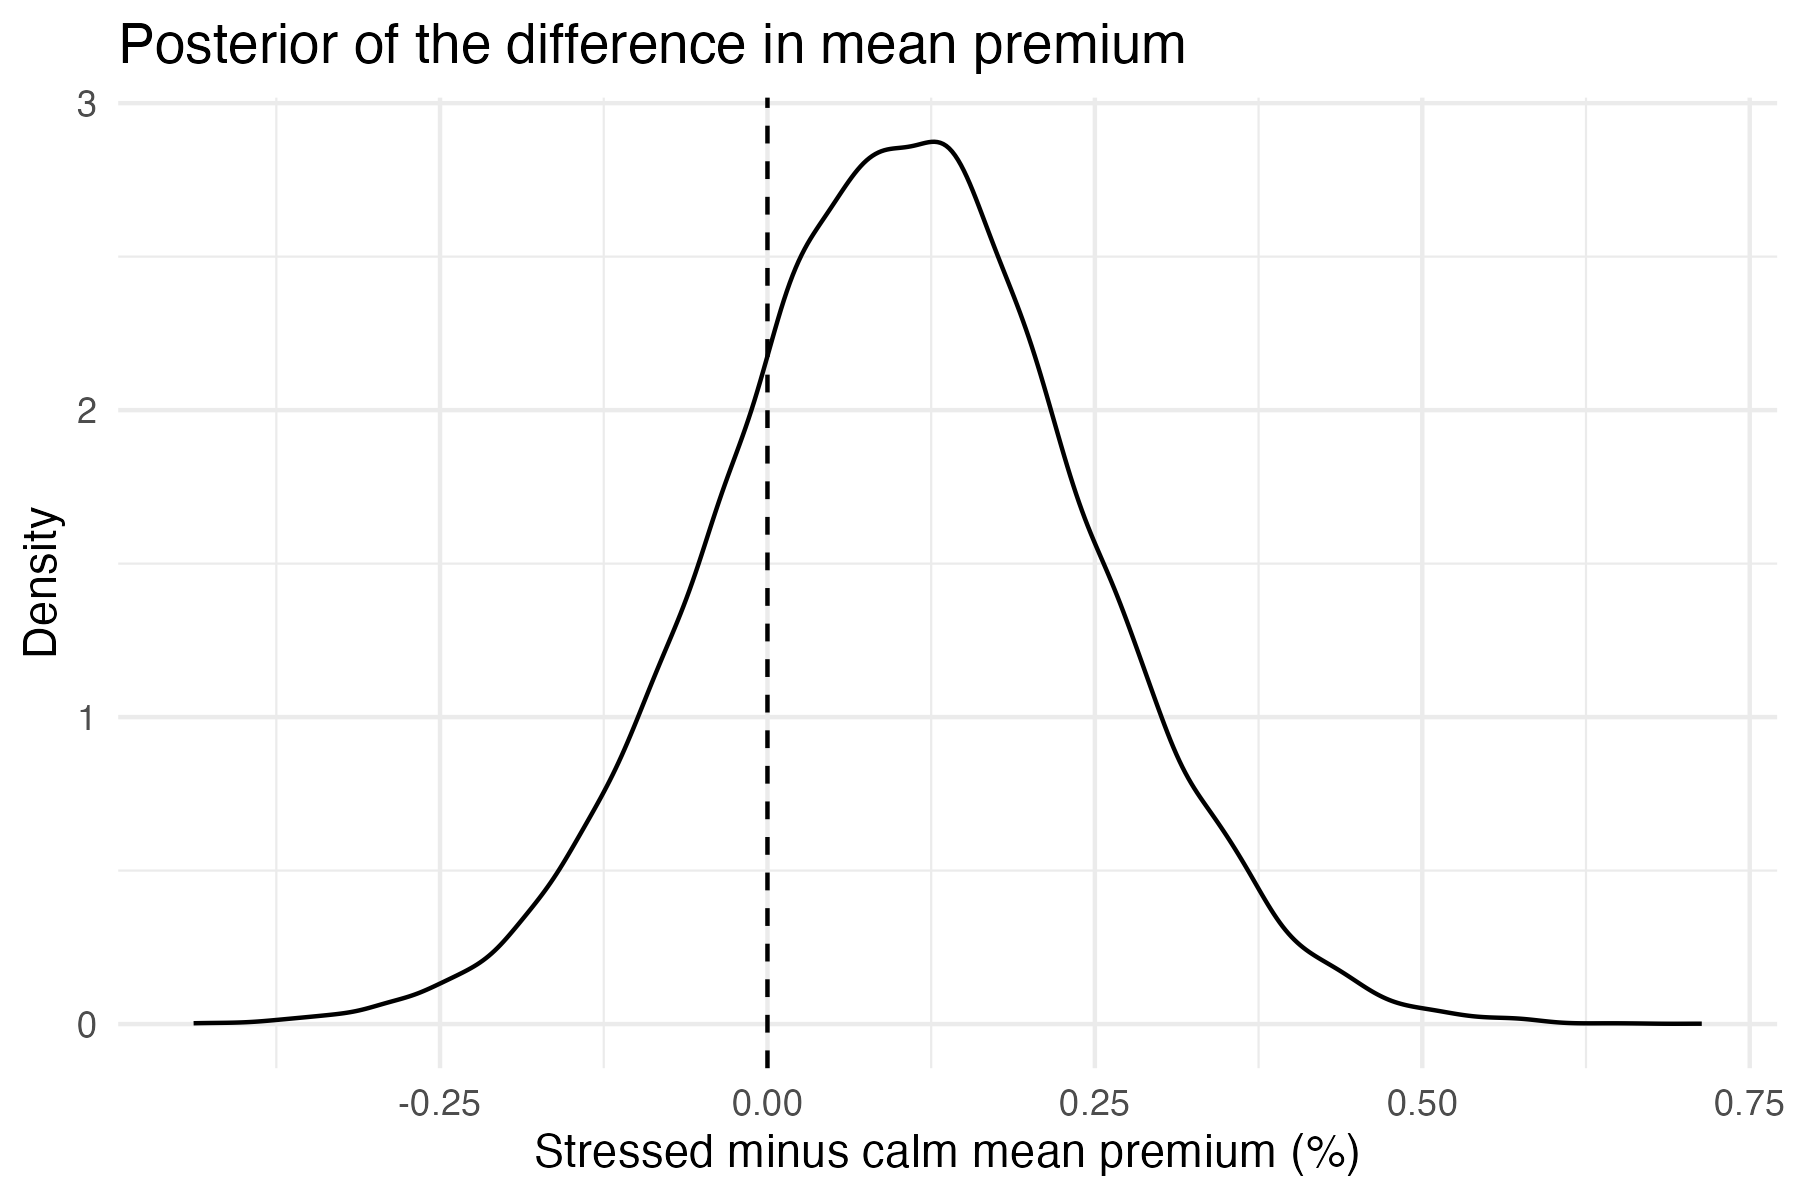 Posterior of the difference in mean premium
3
2
1
0
Density
-0.25 0.00 0.25 0.50 0.75
Stressed minus calm mean premium (%)